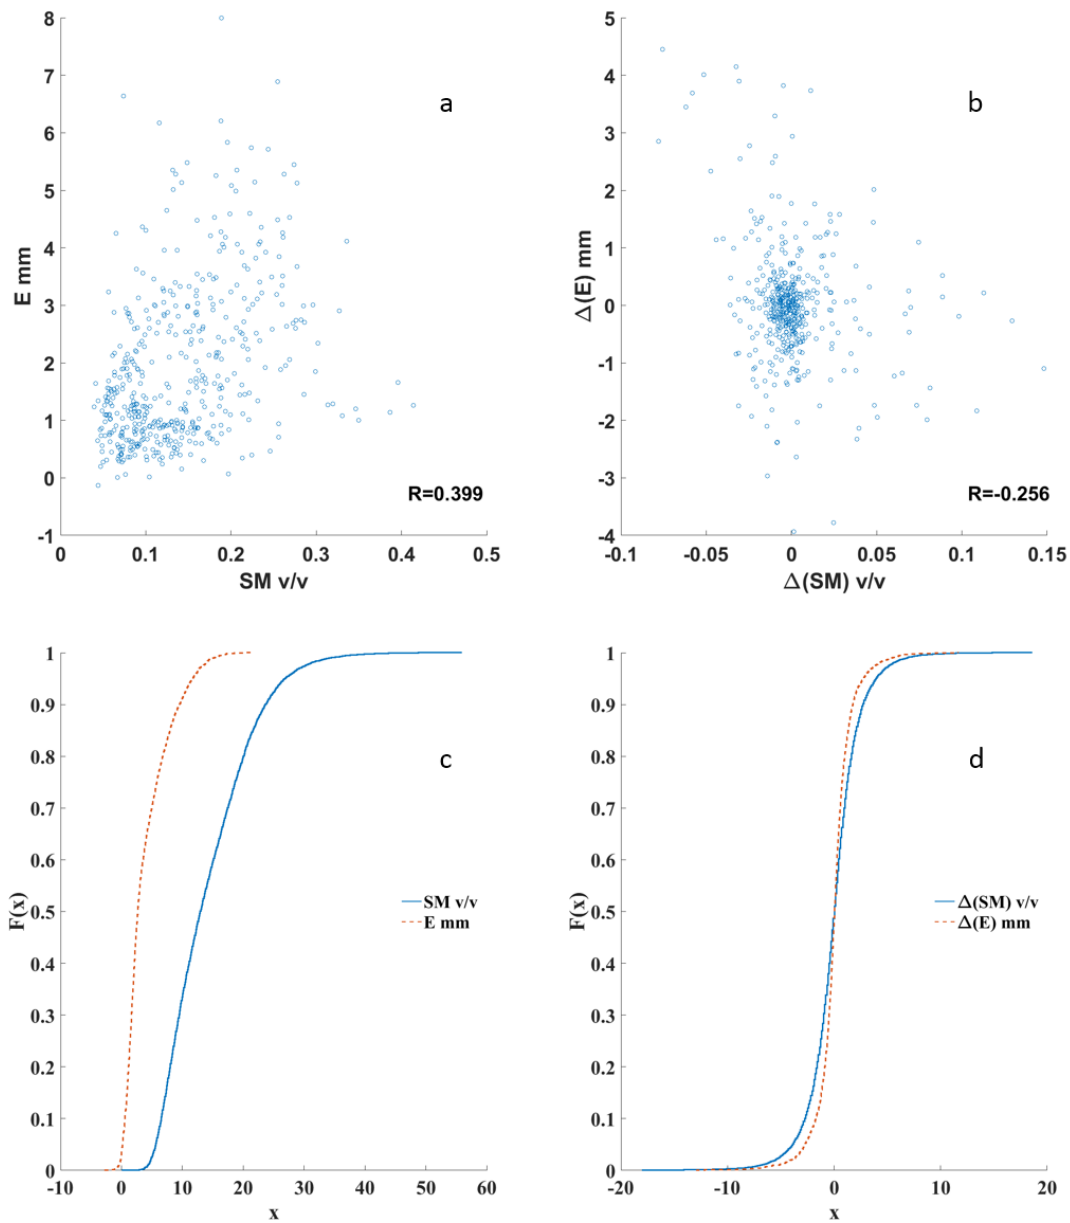 8
7
6
5
4
3
2
1
0
-1
E mm
a
R=0.399
0 0.1 0.2 0.3 0.4 0.5
SM v/v
5
4
3
2
1
0
-1
-2
-3
-4
Δ(E) mm
b
R=-0.256
-0.1 -0.05 0 0.05 0.1 0.15
Δ(SM) v/v
1
0.9
0.8
0.7
0.6
0.5
0.4
0.3
0.2
0.1
0
F(x)
c
SM v/v
E mm
-10 0 10 20 30 40 50 60
x
1
0.9
0.8
0.7
0.6
0.5
0.4
0.3
0.2
0.1
0
F(x)
d
Δ(SM) v/v
Δ(E) mm
-20 -10 0 10 20
x